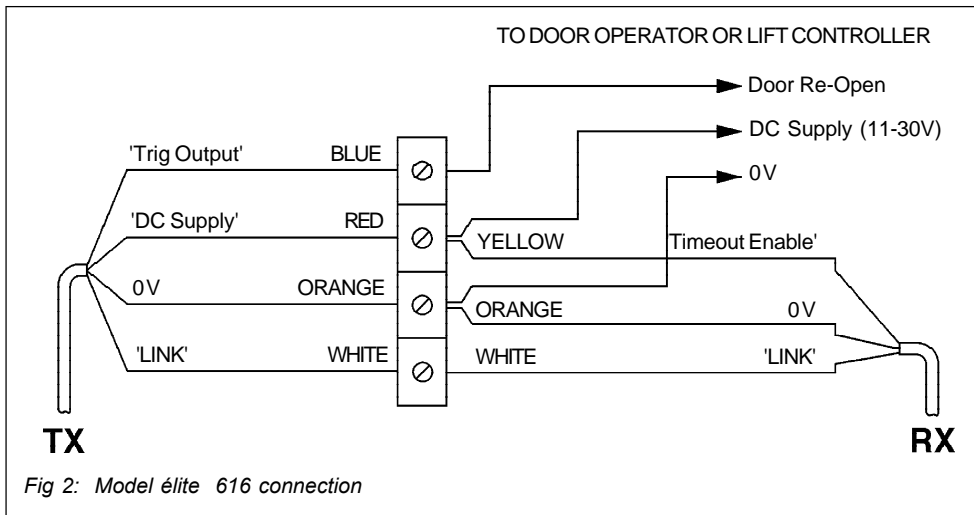 TO DOOR OPERATOR OR LIFT CONTROLLER
Door Re-Open
DC Supply (11-30V)
'Trig Output' BLUE
0V
'DC Supply' RED
YELLOW Timeout Enable'
0V ORANGE
ORANGE 0V
'LINK' WHITE WHITE 'LINK'
TX RX
Fig 2: Model élite 616 connection